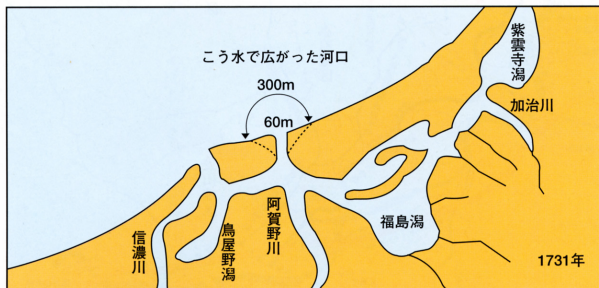 こう水で広がった河口
300m
60m
紫雲寺潟
加治川
信濃川
鳥屋野潟
阿賀野川
福島潟
1731年